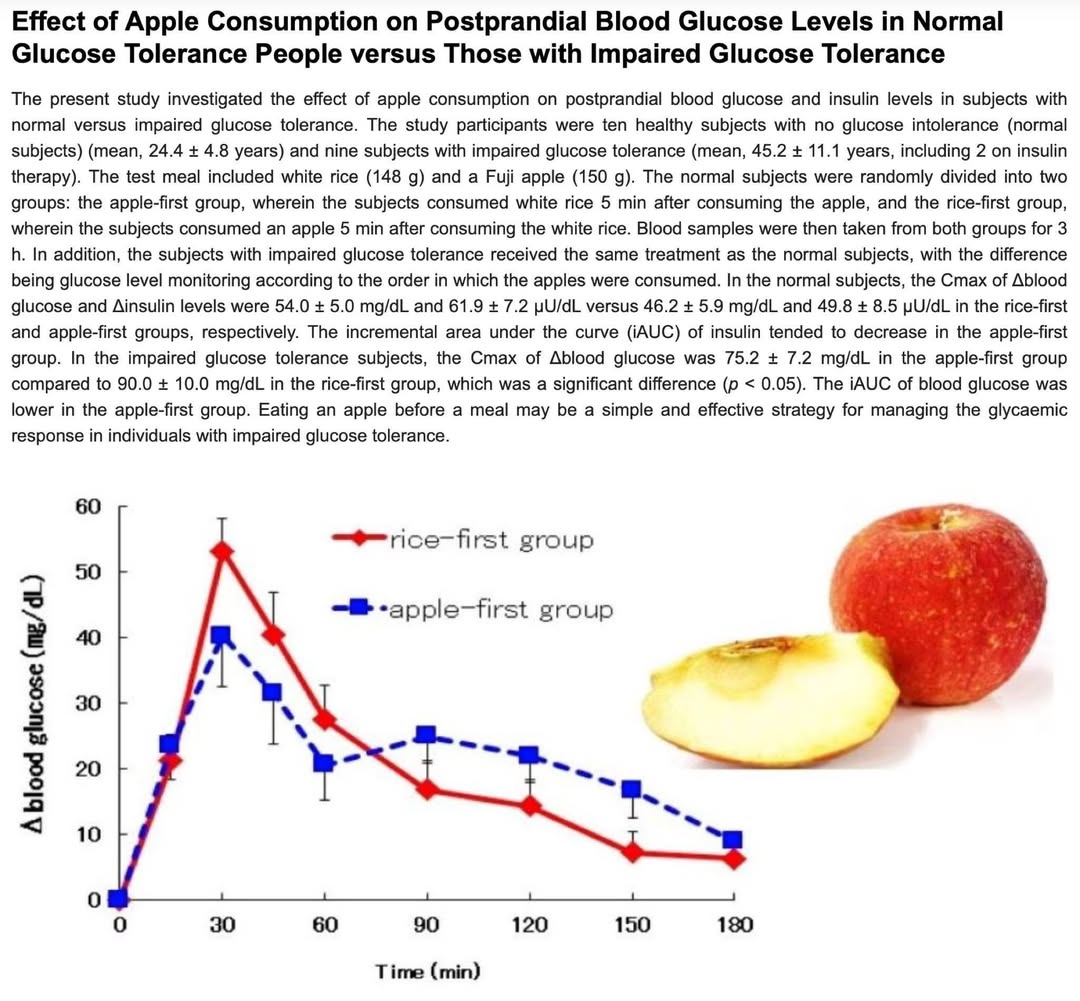 Effect of Apple Consumption on Postprandial Blood Glucose Levels in Normal
Glucose Tolerance People versus Those with Impaired Glucose Tolerance
The present study investigated the effect of apple consumption on postprandial blood glucose and insulin levels in subjects with
normal versus impaired glucose tolerance. The study participants were ten healthy subjects with no glucose intolerance (normal
subjects) (mean, 24.4 ± 4.8 years) and nine subjects with impaired glucose tolerance (mean, 45.2 ± 11.1 years, including 2 on insulin
therapy). The test meal included white rice (148 g) and a Fuji apple (150 g). The normal subjects were randomly divided into two
groups: the apple-first group, wherein the subjects consumed white rice 5 min after consuming the apple, and the rice-first group,
wherein the subjects consumed an apple 5 min after consuming the white rice. Blood samples were then taken from both groups for 3
h. In addition, the subjects with impaired glucose tolerance received the same treatment as the normal subjects, with the difference
being glucose level monitoring according to the order in which the apples were consumed. In the normal subjects, the Cmax of Δblood
glucose and Δinsulin levels were 54.0 ± 5.0 mg/dL and 61.9 ± 7.2 μU/dL versus 46.2 ± 5.9 mg/dL and 49.8 ± 8.5 μU/dL in the rice-first
and apple-first groups, respectively. The incremental area under the curve (iAUC) of insulin tended to decrease in the apple-first
group. In the impaired glucose tolerance subjects, the Cmax of Δblood glucose was 75.2 ± 7.2 mg/dL in the apple-first group
compared to 90.0 ± 10.0 mg/dL in the rice-first group, which was a significant difference (p < 0.05). The iAUC of blood glucose was
lower in the apple-first group. Eating an apple before a meal may be a simple and effective strategy for managing the glycaemic
response in individuals with impaired glucose tolerance.
Δ blood glucose (mg/dL)
60
50
40
30
20
10
0
rice-first group
apple-first group
0 30 60 90 120 150 180
Time (min)